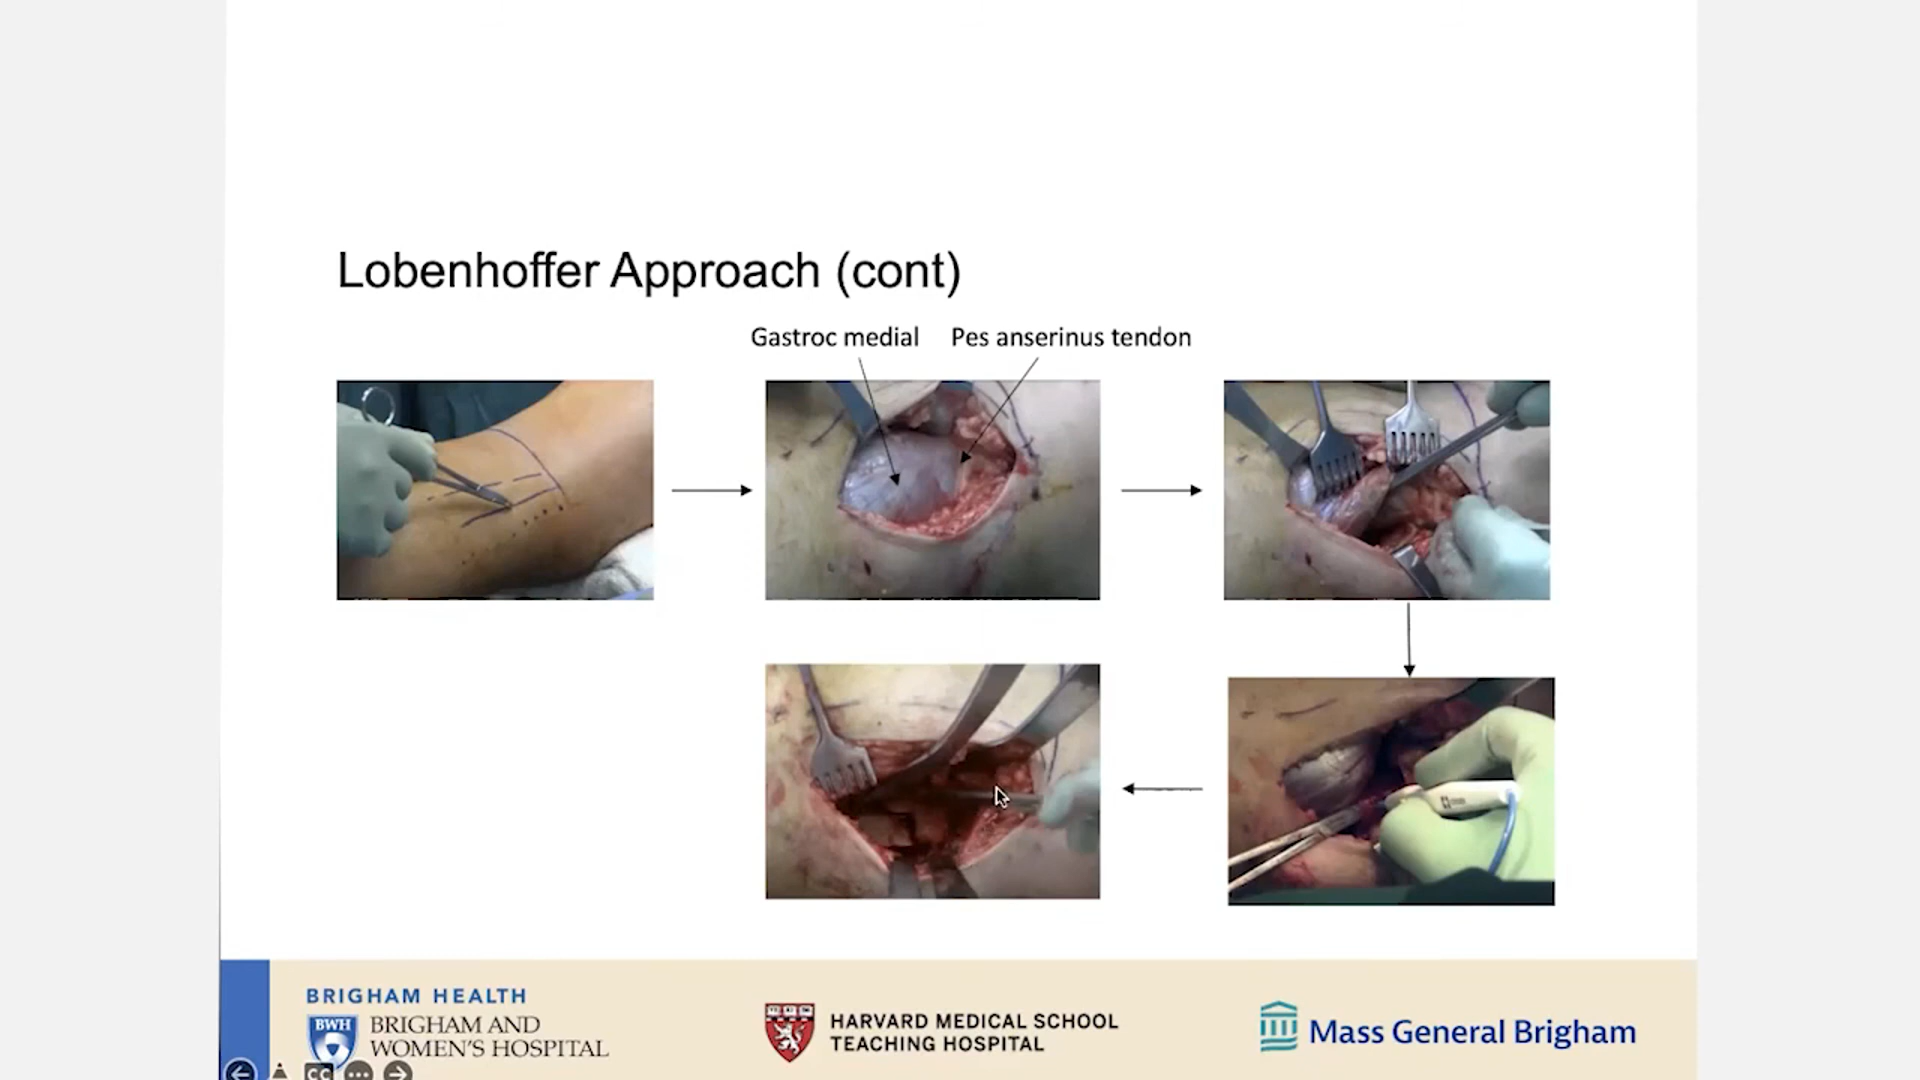 Lobenhoffer Approach (cont)
Gastroc medial
Pes anserinus tendon
BRIGHAM HEALTH
BWH
BRIGHAM AND
WOMEN'S HOSPITAL
HARVARD MEDICAL SCHOOL
TEACHING HOSPITAL
Mass General Brigham
CC